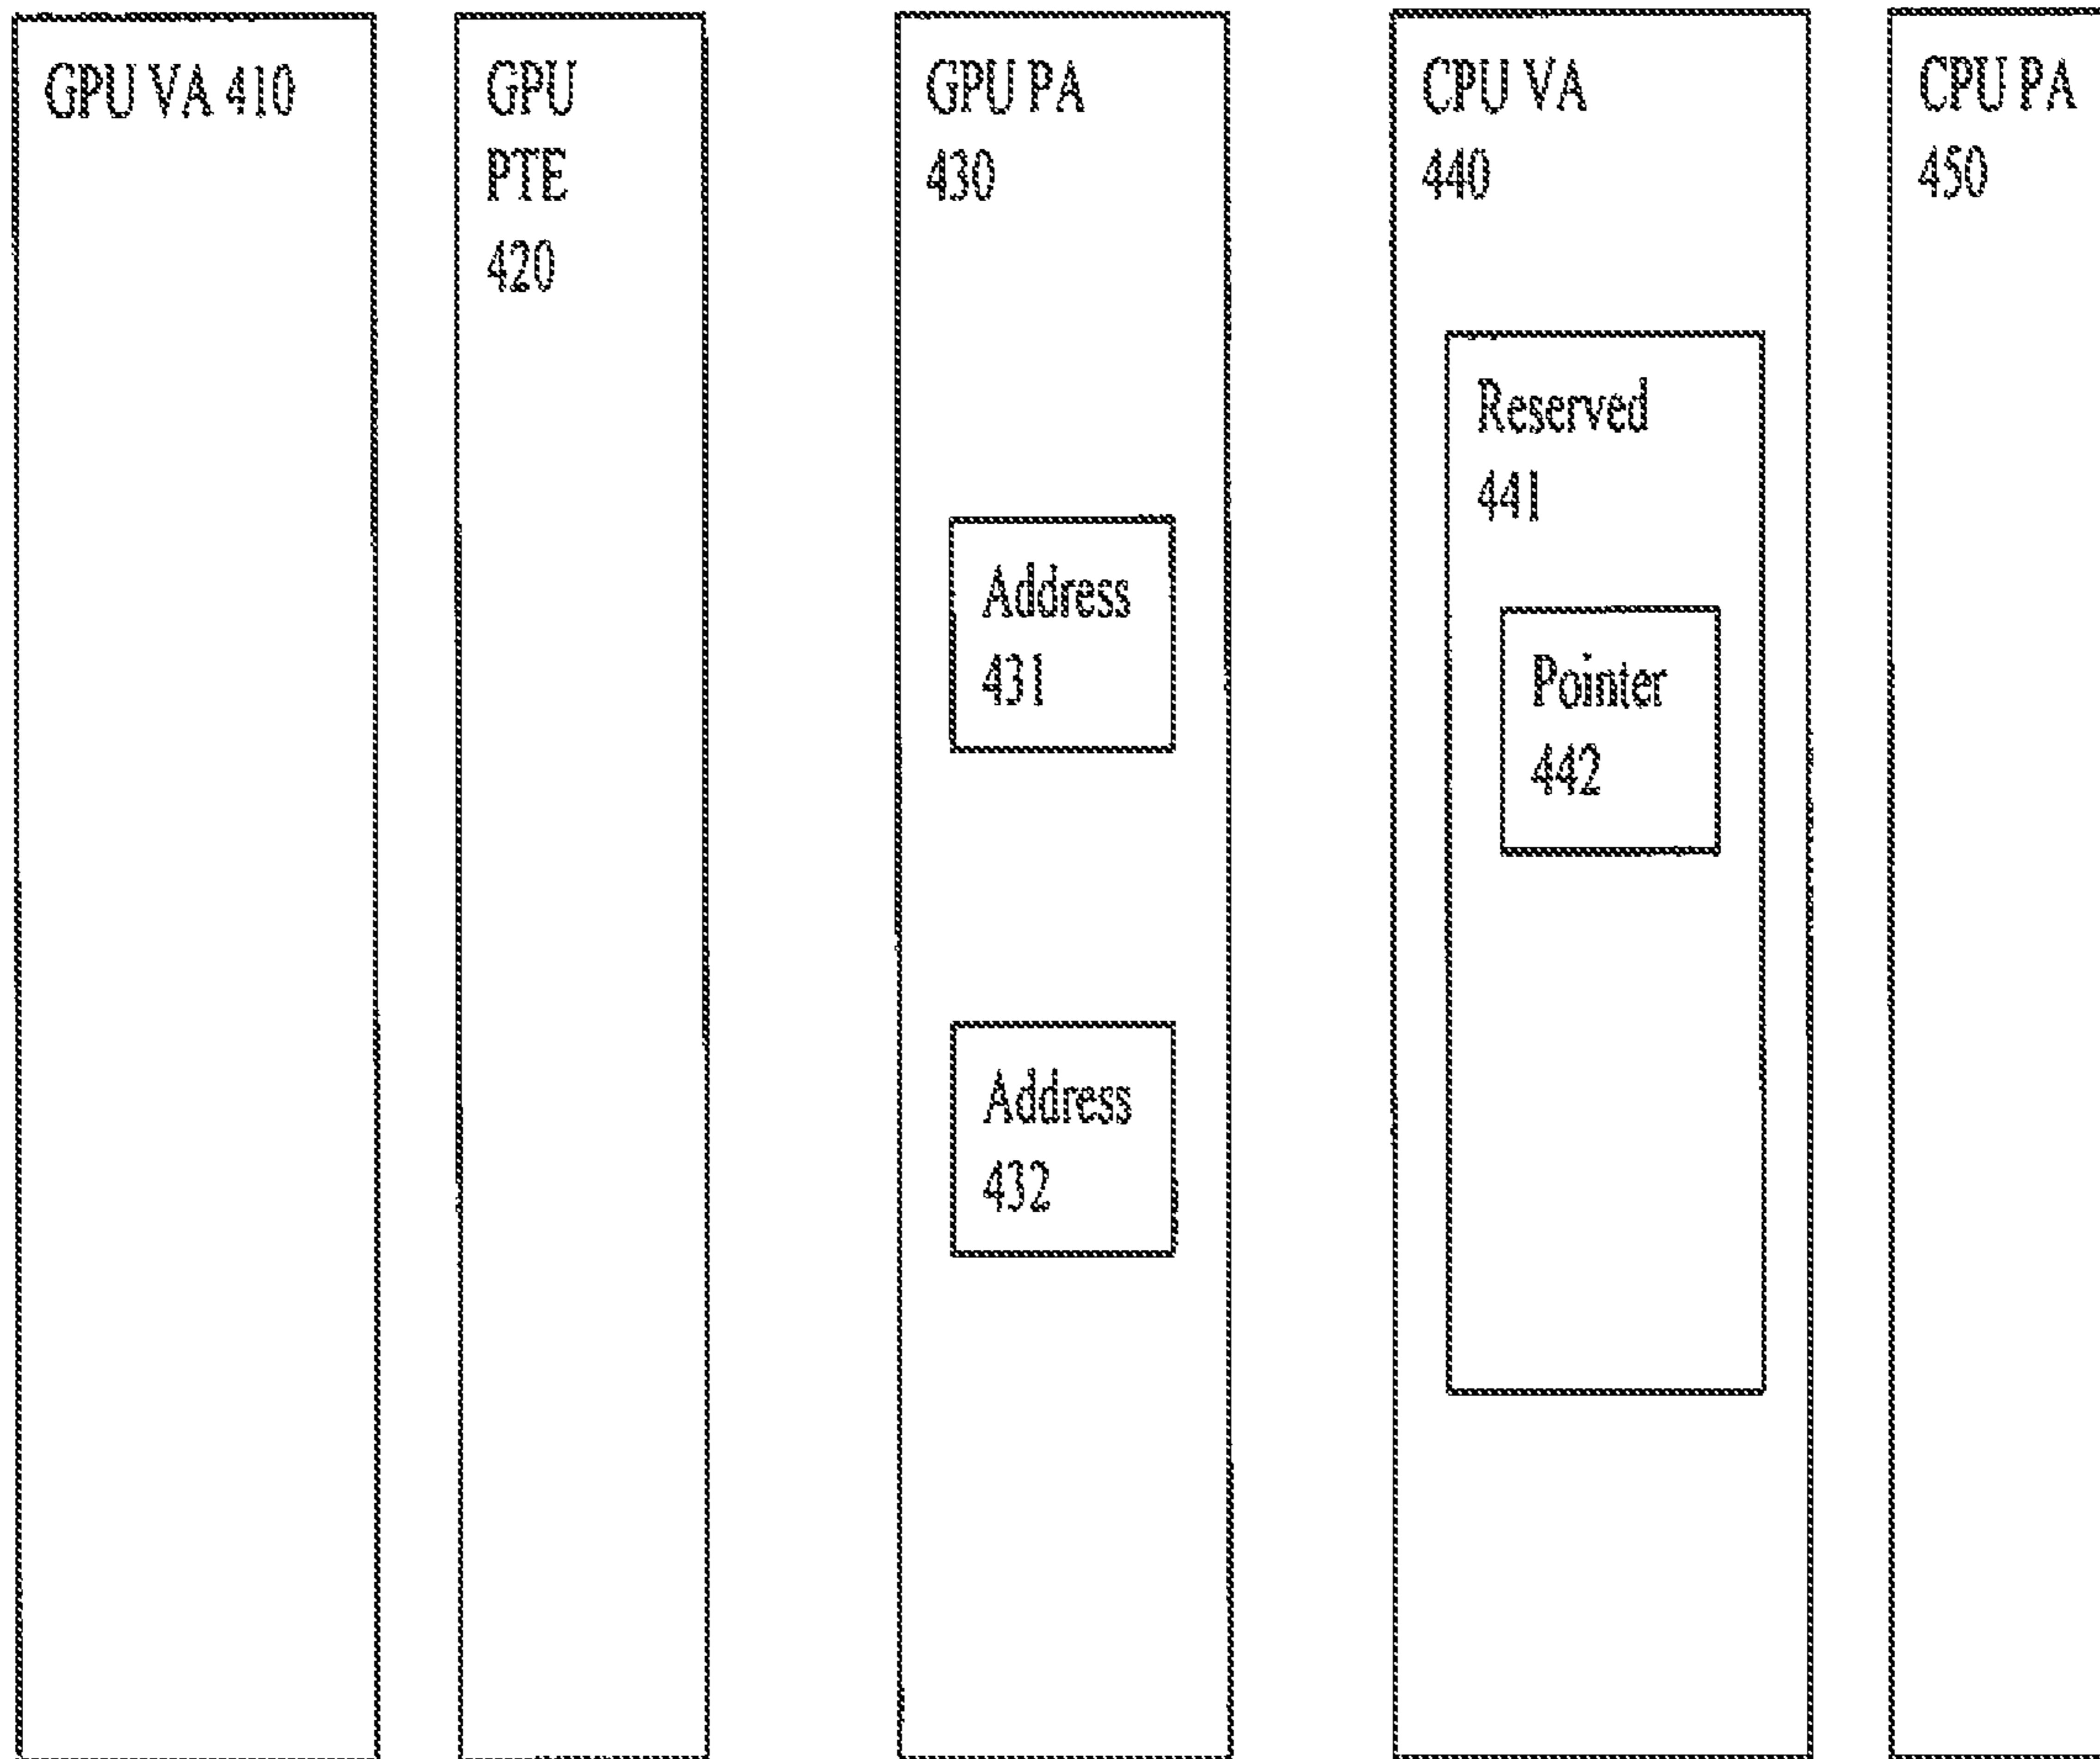 GPU VA 410
GPU
PTE
420
GPU PA
430
Address
431
Address
432
CPU VA
440
Reserved
441
Pointer
442
CPU PA
450